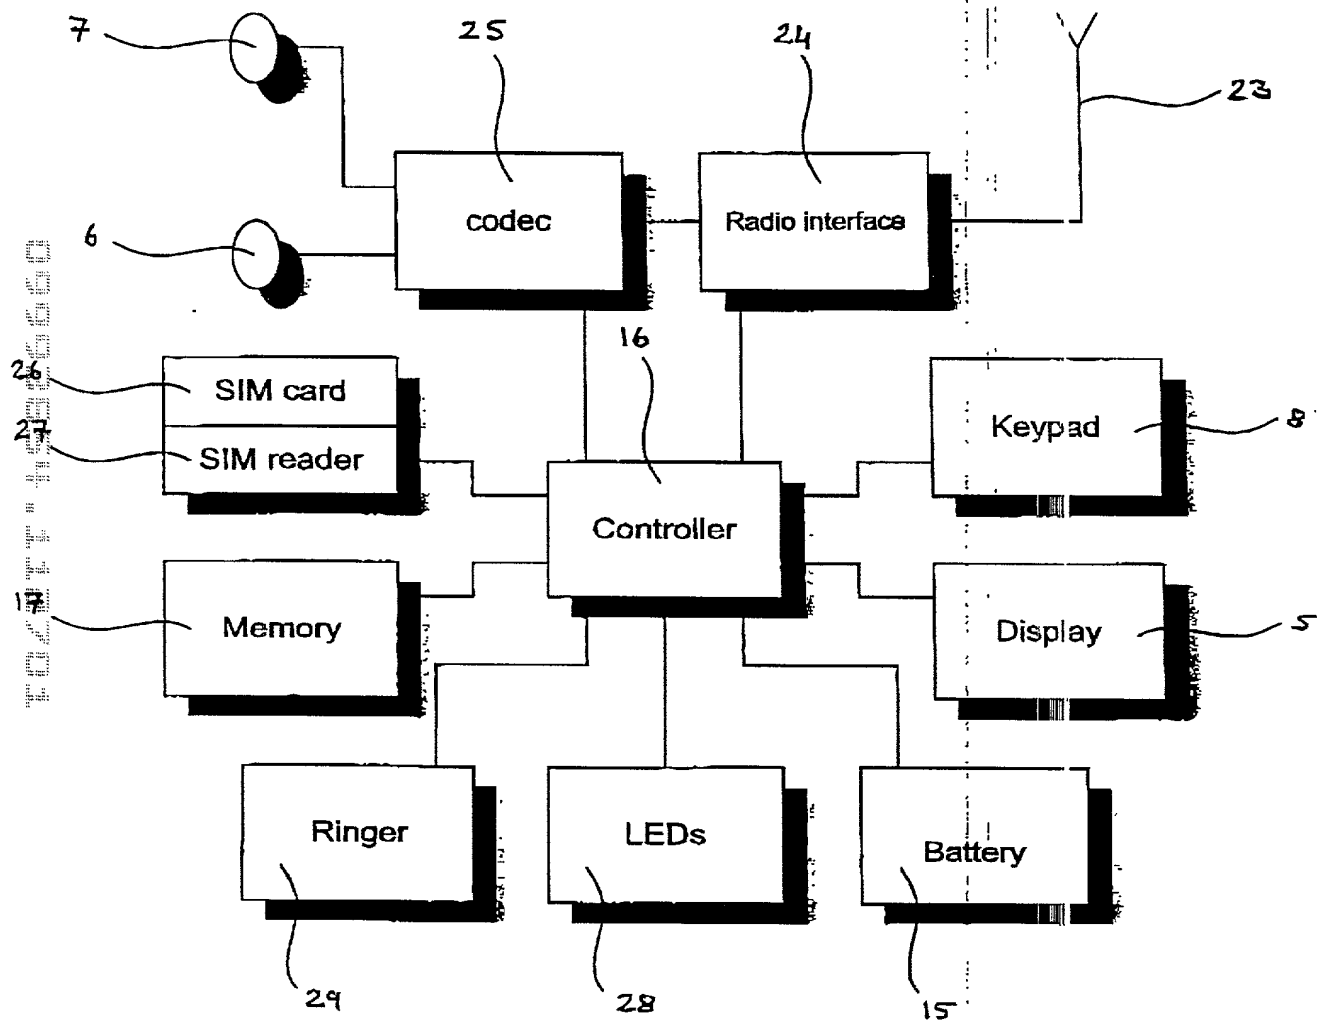 7
25
24
23
codec
Radio interface
6
16
26
SIM card
Keypad
8
27
SIM reader
Controller
17
Memory
Display
5
Ringer
LEDs
Battery
29
28
15